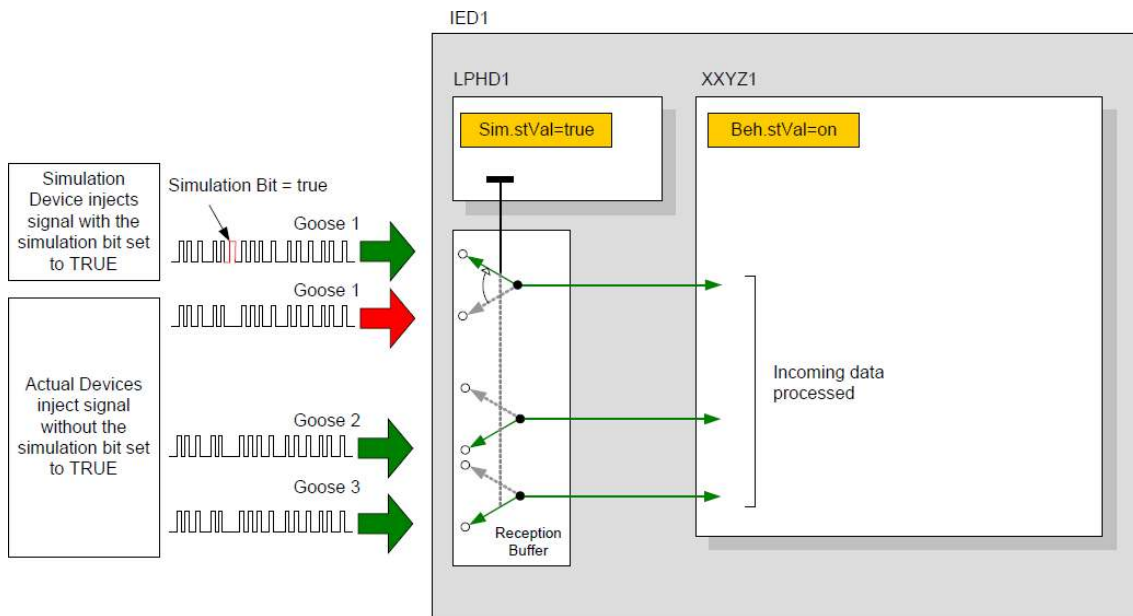 IED1
LPHD1
XXYZ1
Sim.stVal=true
Beh.stVal=on
Simulation
Device injects
signal with the
simulation bit set
to TRUE
Simulation Bit = true
Goose 1
Goose 1
Actual Devices
inject signal
without the
simulation bit set
to TRUE
Goose 2
Goose 3
Incoming data
processed
Reception
Buffer